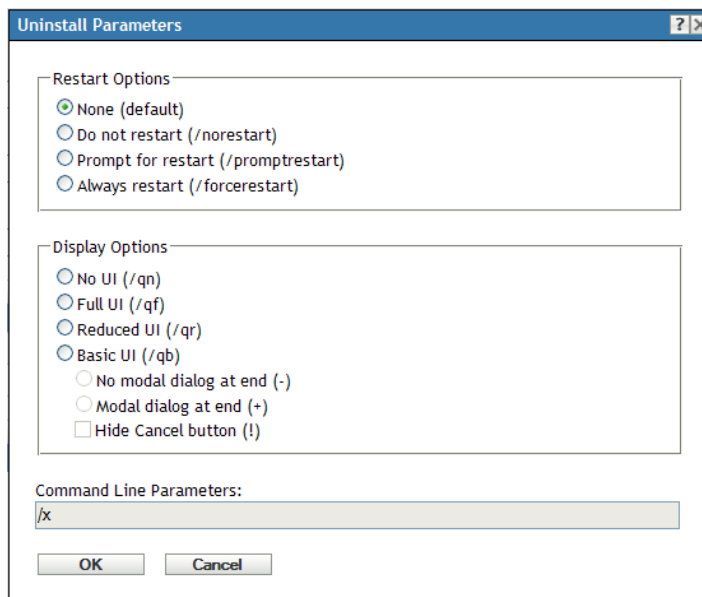 Uninstall Parameters
?
Restart Options
None (default)
Do not restart (/norestart)
Prompt for restart (/promptrestart)
Always restart (/forcerestart)
Display Options
No UI (/qn)
Full UI (/qf)
Reduced UI (/qr)
Basic UI (/qb)
No modal dialog at end (-)
Modal dialog at end (+)
Hide Cancel button (!)
Command Line Parameters:
/x
OK Cancel